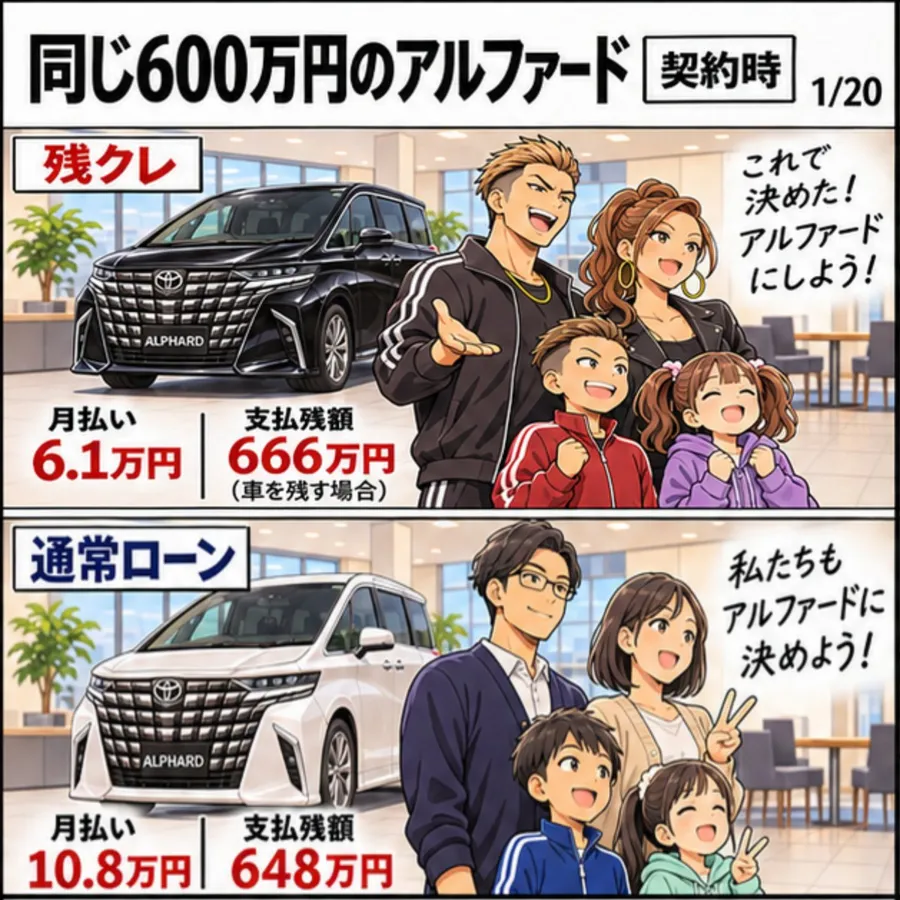 同じ600万円のアルファード 契約時 1/20
残クレ
これで
決めた!
アルファード
にしよう!
ALPHARD
月払い
6.1万円
支払残額
666万円
(車を残す場合)
通常ローン
私たちも
アルファードに
決めよう!
ALPHARD
月払い
10.8万円
支払残額
648万円